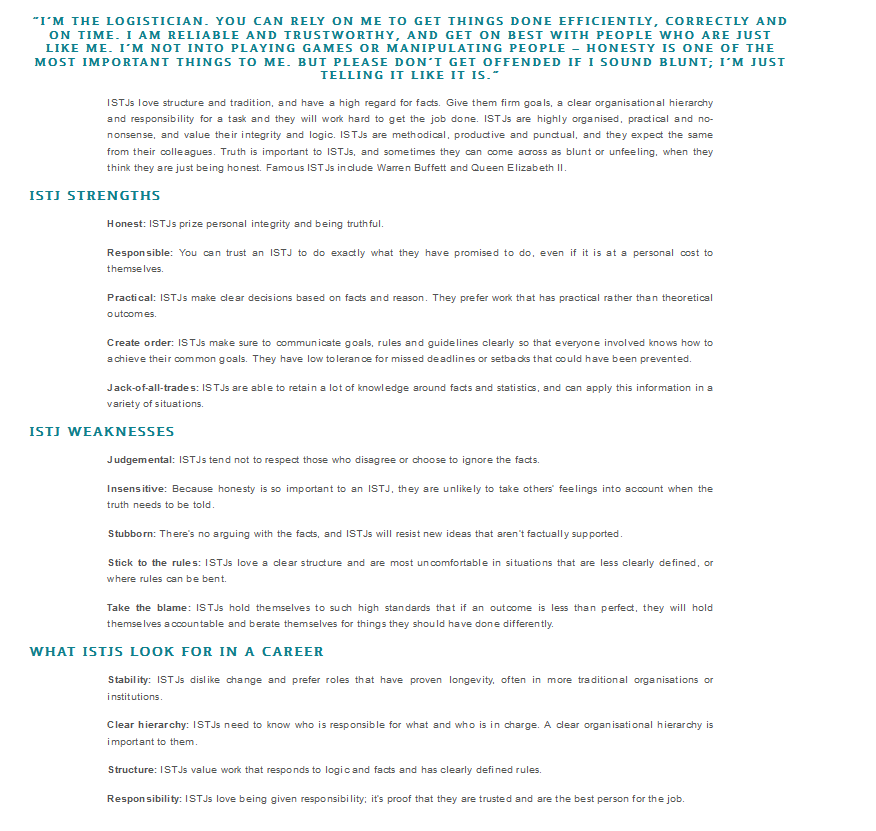 “I’M THE LOGISTICIAN. YOU CAN RELY ON ME TO GET THINGS DONE EFFICIENTLY, CORRECTLY AND
ON TIME. I AM RELIABLE AND TRUSTWORTHY, AND GET ON BEST WITH PEOPLE WHO ARE JUST
LIKE ME. I’M NOT INTO PLAYING GAMES OR MANIPULATING PEOPLE – HONESTY IS ONE OF THE
MOST IMPORTANT THINGS TO ME. BUT PLEASE DON’T GET OFFENDED IF I SOUND BLUNT; I’M JUST
TELLING IT LIKE IT IS.”
ISTJs love structure and tradition, and have a high regard for facts. Give them firm goals, a clear organisational hierarchy
and responsibility for a task and they will work hard to get the job done. ISTJs are highly organised, practical and no-
nonsense, and value their integrity and logic. ISTJs are methodical, productive and punctual, and they expect the same
from their colleagues. Truth is important to ISTJs, and sometimes they can come across as blunt or unfeeling, when they
think they are just being honest. Famous ISTJs include Warren Buffett and Queen Elizabeth II.
ISTJ STRENGTHS
Honest: ISTJs prize personal integrity and being truthful.
Responsible: You can trust an ISTJ to do exactly what they have promised to do, even if it is at a personal cost to
themselves.
Practical: ISTJs make clear decisions based on facts and reason. They prefer work that has practical rather than theoretical
outcomes.
Create order: ISTJs make sure to communicate goals, rules and guidelines clearly so that everyone involved knows how to
achieve their common goals. They have low tolerance for missed deadlines or setbacks that could have been prevented.
Jack-of-all-trades: ISTJs are able to retain a lot of knowledge around facts and statistics, and can apply this information in a
variety of situations.
ISTJ WEAKNESSES
Judgemental: ISTJs tend not to respect those who disagree or choose to ignore the facts.
Insensitive: Because honesty is so important to an ISTJ, they are unlikely to take others’ feelings into account when the
truth needs to be told.
Stubborn: There’s no arguing with the facts, and ISTJs will resist new ideas that aren’t factually supported.
Stick to the rules: ISTJs love a clear structure and are most uncomfortable in situations that are less clearly defined, or
where rules can be bent.
Take the blame: ISTJs hold themselves to such high standards that if an outcome is less than perfect, they will hold
themselves accountable and berate themselves for things they should have done differently.
WHAT ISTJS LOOK FOR IN A CAREER
Stability: ISTJs dislike change and prefer roles that have proven longevity, often in more traditional organisations or
institutions.
Clear hierarchy: ISTJs need to know who is responsible for what and who is in charge. A clear organisational hierarchy is
important to them.
Structure: ISTJs value work that responds to logic and facts and has clearly defined rules.
Responsibility: ISTJs love being given responsibility; it’s proof that they are trusted and are the best person for the job.